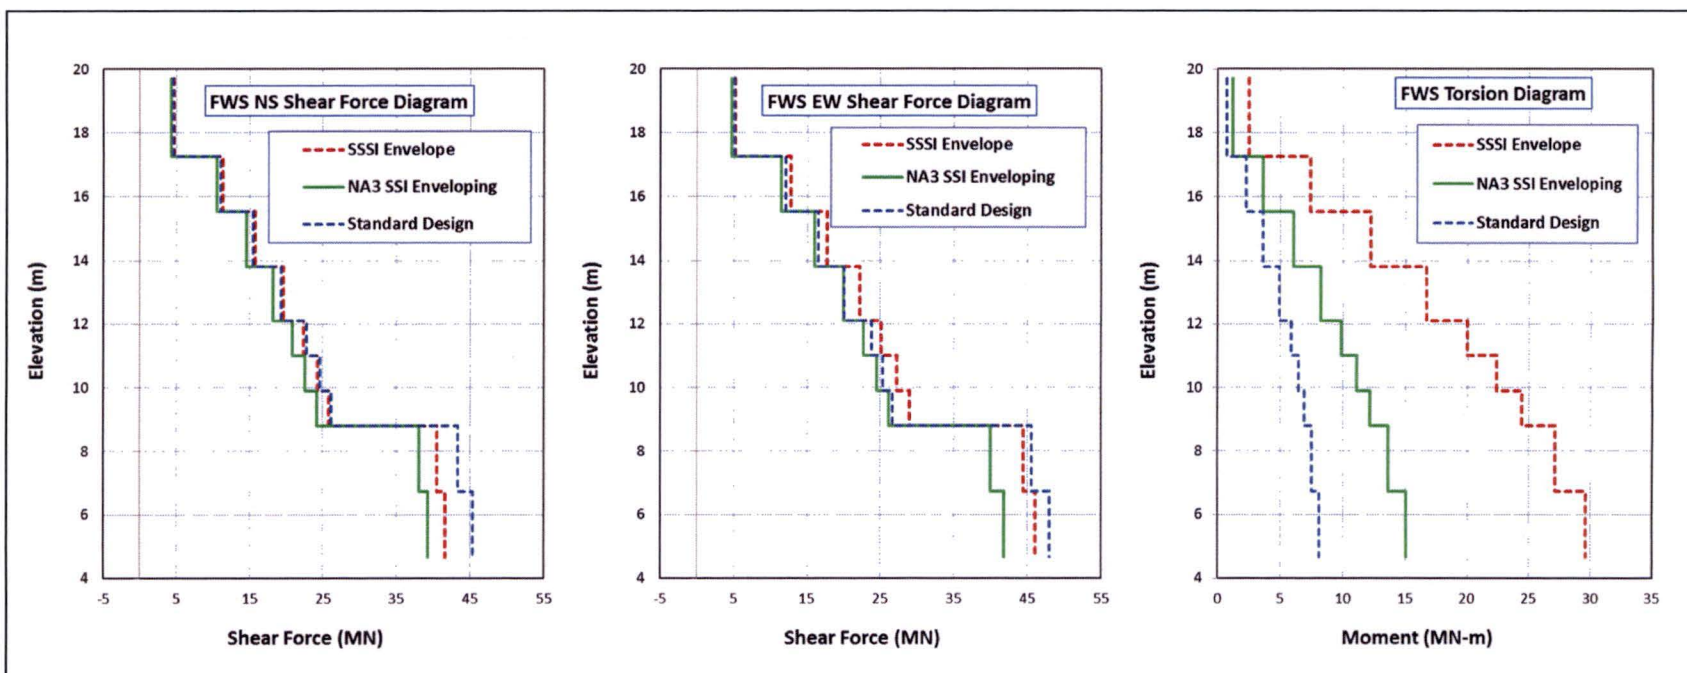 FWS NS Shear Force Diagram
SSSI Envelope
NA3 SSI Enveloping
Standard Design
Elevation (m)
20
18
16
14
12
10
8
6
4
-5 5 15 25 35 45 55
Shear Force (MN)
FWS EW Shear Force Diagram
SSSI Envelope
NA3 SSI Enveloping
Standard Design
Elevation (m)
20
18
16
14
12
10
8
6
4
-5 5 15 25 35 45 55
Shear Force (MN)
FWS Torsion Diagram
SSSI Envelope
NA3 SSI Enveloping
Standard Design
Elevation (m)
20
18
16
14
12
10
8
6
4
0 5 10 15 20 25 30 35
Moment (MN-m)